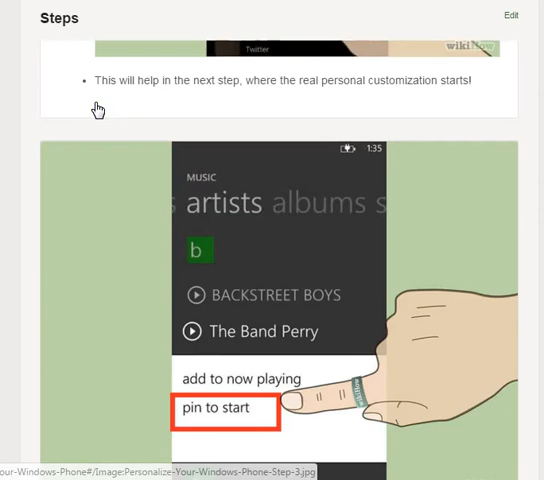 Steps
Edit
Twitter
wikiHow
This will help in the next step, where the real personal customization starts!
1:35
MUSIC
s artists albums s
b
BACKSTREET BOYS
The Band Perry
add to now playing
pin to start
wikiHow
our-Windows-Phone#/Image:Personalize-Your-Windows-Phone-Step-3.jpg